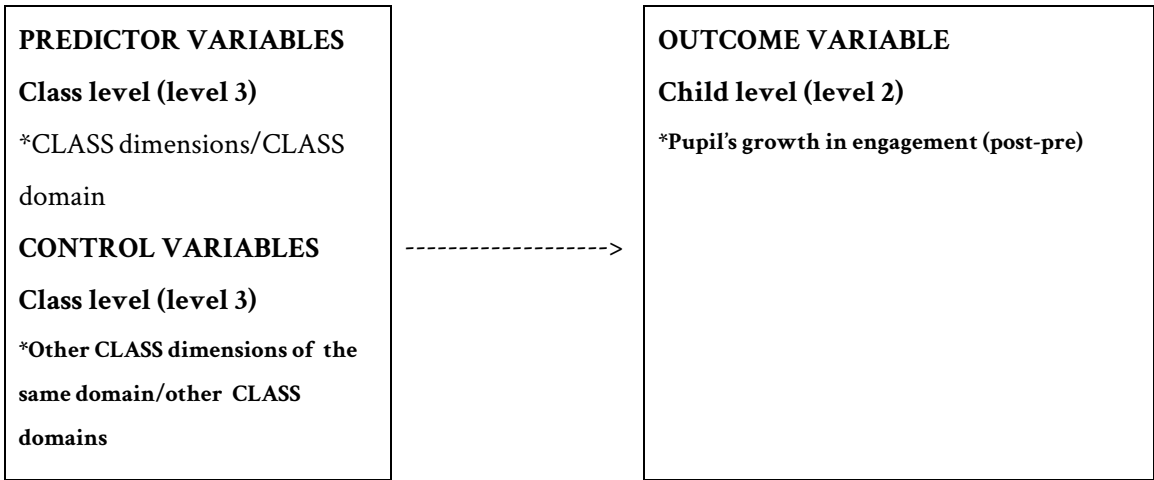 PREDICTOR VARIABLES
Class level (level 3)
*CLASS dimensions/CLASS
domain
CONTROL VARIABLES
Class level (level 3)
*Other CLASS dimensions of the
same domain/other CLASS
domains
------------------->
OUTCOME VARIABLE
Child level (level 2)
*Pupil’s growth in engagement (post-pre)